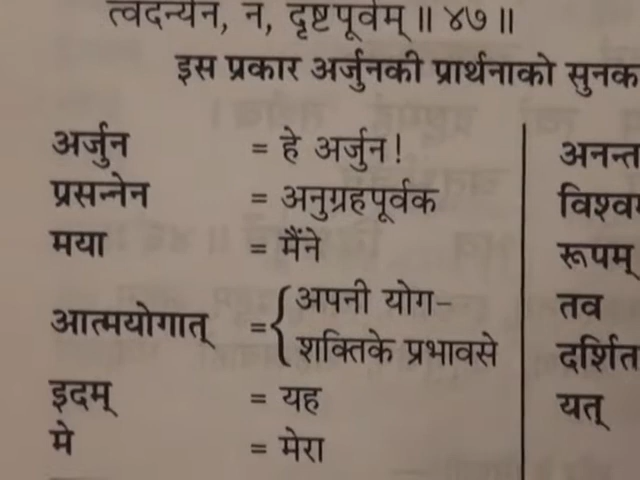 त्वदन्येन, न, दृष्टपूर्वम् ॥ ४७ ॥
इस प्रकार अर्जुनकी प्रार्थनाको सुनक
अर्जुन = हे अर्जुन!
प्रसन्नेन = अनुग्रहपूर्वक
मया = मैंने
आत्मयोगात् = { अपनी योग–
शक्तिके प्रभावसे
इदम् = यह
मे = मेरा
अनन्त
विश्वम
रूपम्
तव
दर्शित
यत्